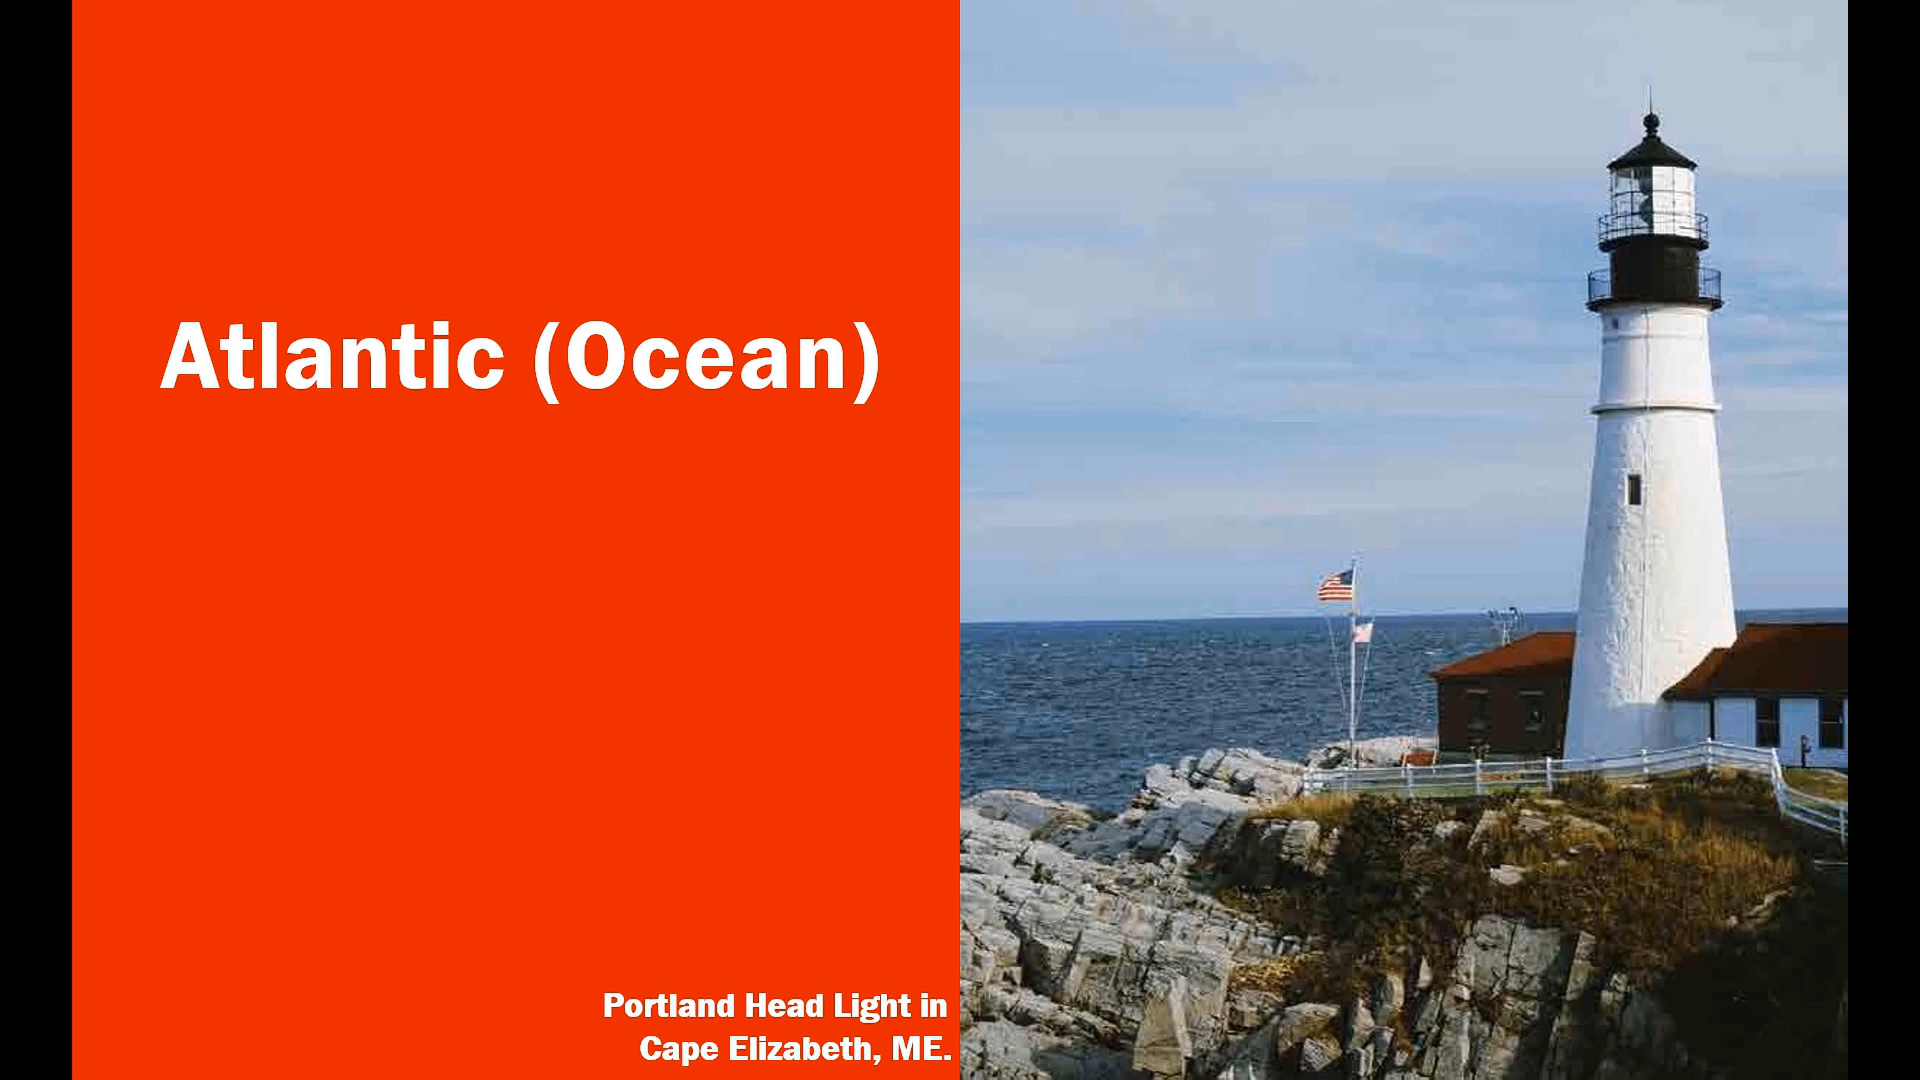 Atlantic (Ocean)
Portland Head Light in
Cape Elizabeth, ME.